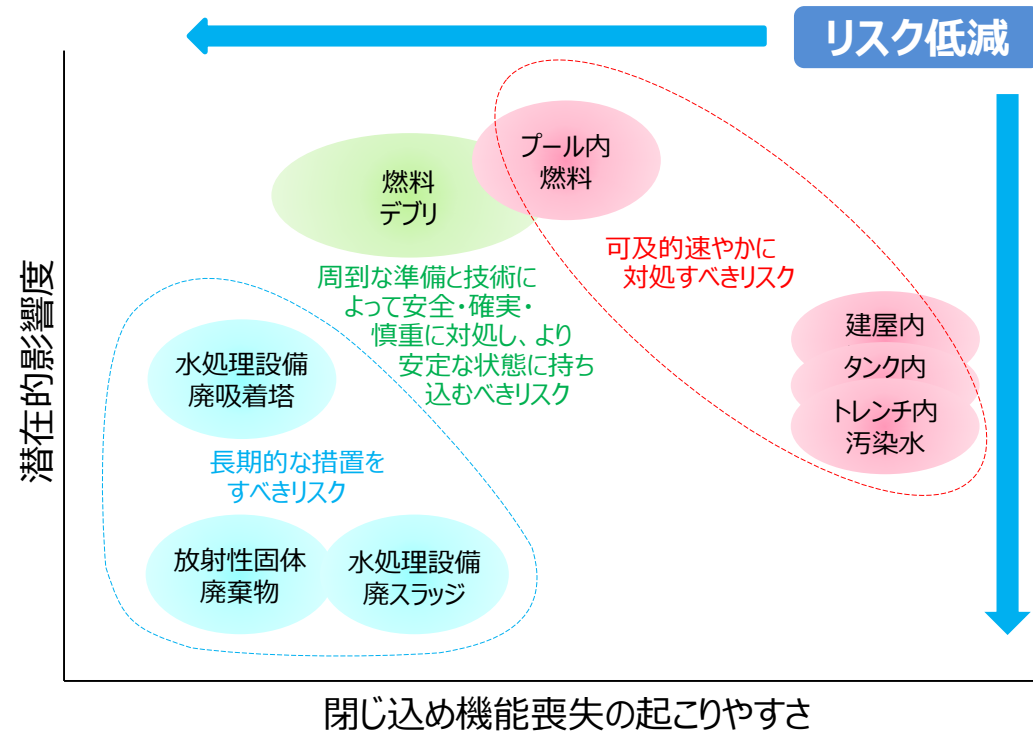 リスク低減
プール内
燃料
燃料
デブリ
可及的速やかに
対処すべきリスク
周到な準備と技術に
よって安全・確実・
慎重に対処し、より
安定な状態に持ち
込むべきリスク
建屋内
タンク内
トレンチ内
汚染水
水処理設備
廃吸着塔
長期的な措置を
すべきリスク
放射性固体
廃棄物
水処理設備
廃スラッジ
潜在的影響度
閉じ込め機能喪失の起こりやすさ